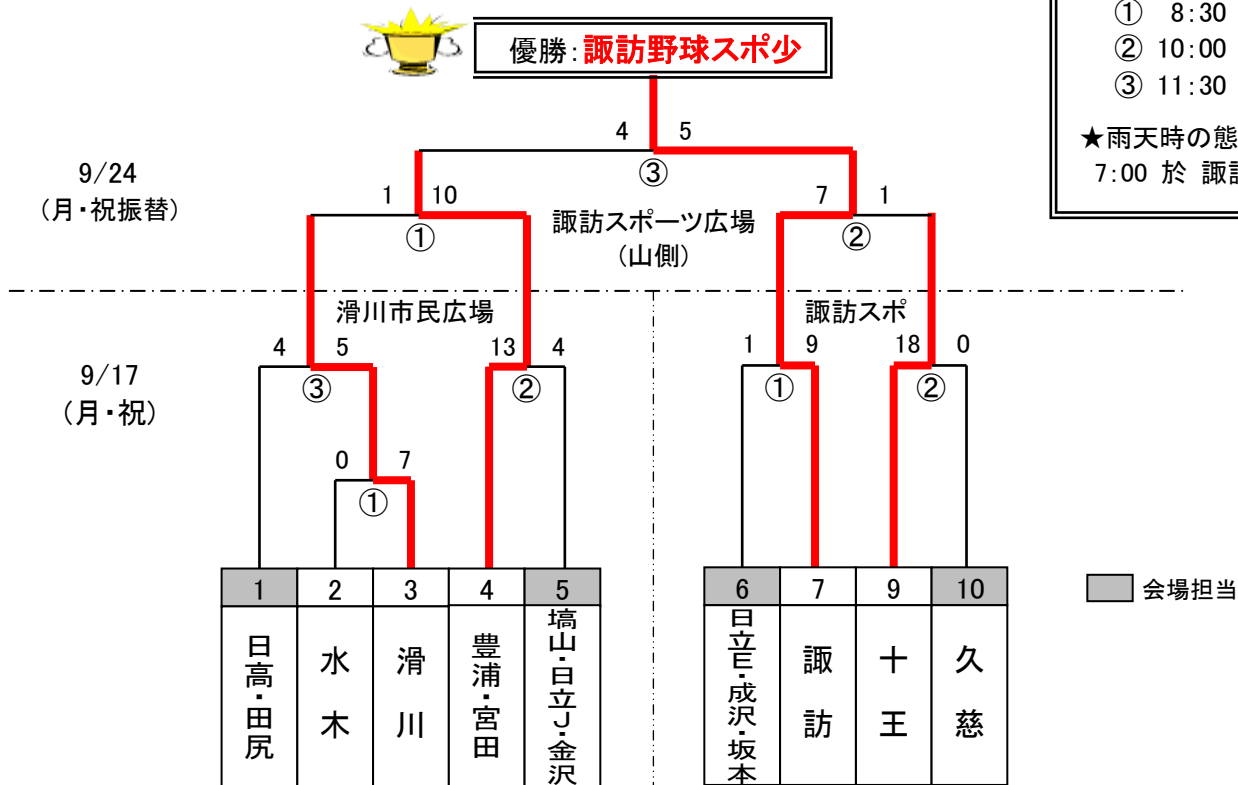 優勝：諏訪野球スポ少
① 8:30
② 10:00
③ 11:30
★雨天時の態
7:00 於 諏訪
4 5
③
9/24
（月・祝振替）
1 10
①
諏訪スポーツ広場
（山側）
7 1
②
滑川市民広場
諏訪スポ
9/17
（月・祝）
4 5
③
13 4
②
1 9
①
18 0
②
0 7
①
1 2 3 4 5 6 7 9 10
日高・田尻
水木
滑川
豊浦・宮田
塙山・日立J・金沢
日立E・成沢・坂本
諏訪
十王
久慈
会場担当